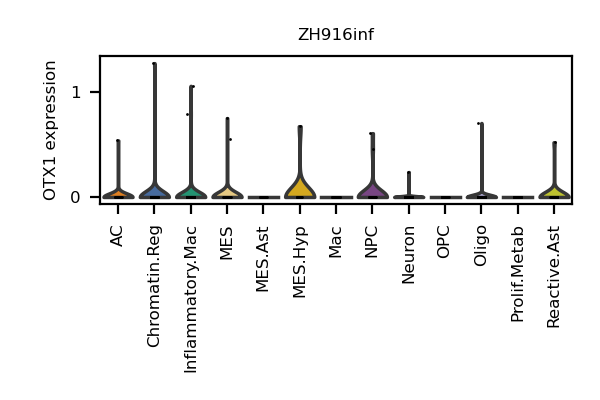 ZH916inf
OTX1 expression
1
0
AC
Chromatin.Reg
Inflammatory.Mac
MES
MES.Ast
MES.Hyp
Mac
NPC
Neuron
OPC
Oligo
Prolif.Metab
Reactive.Ast